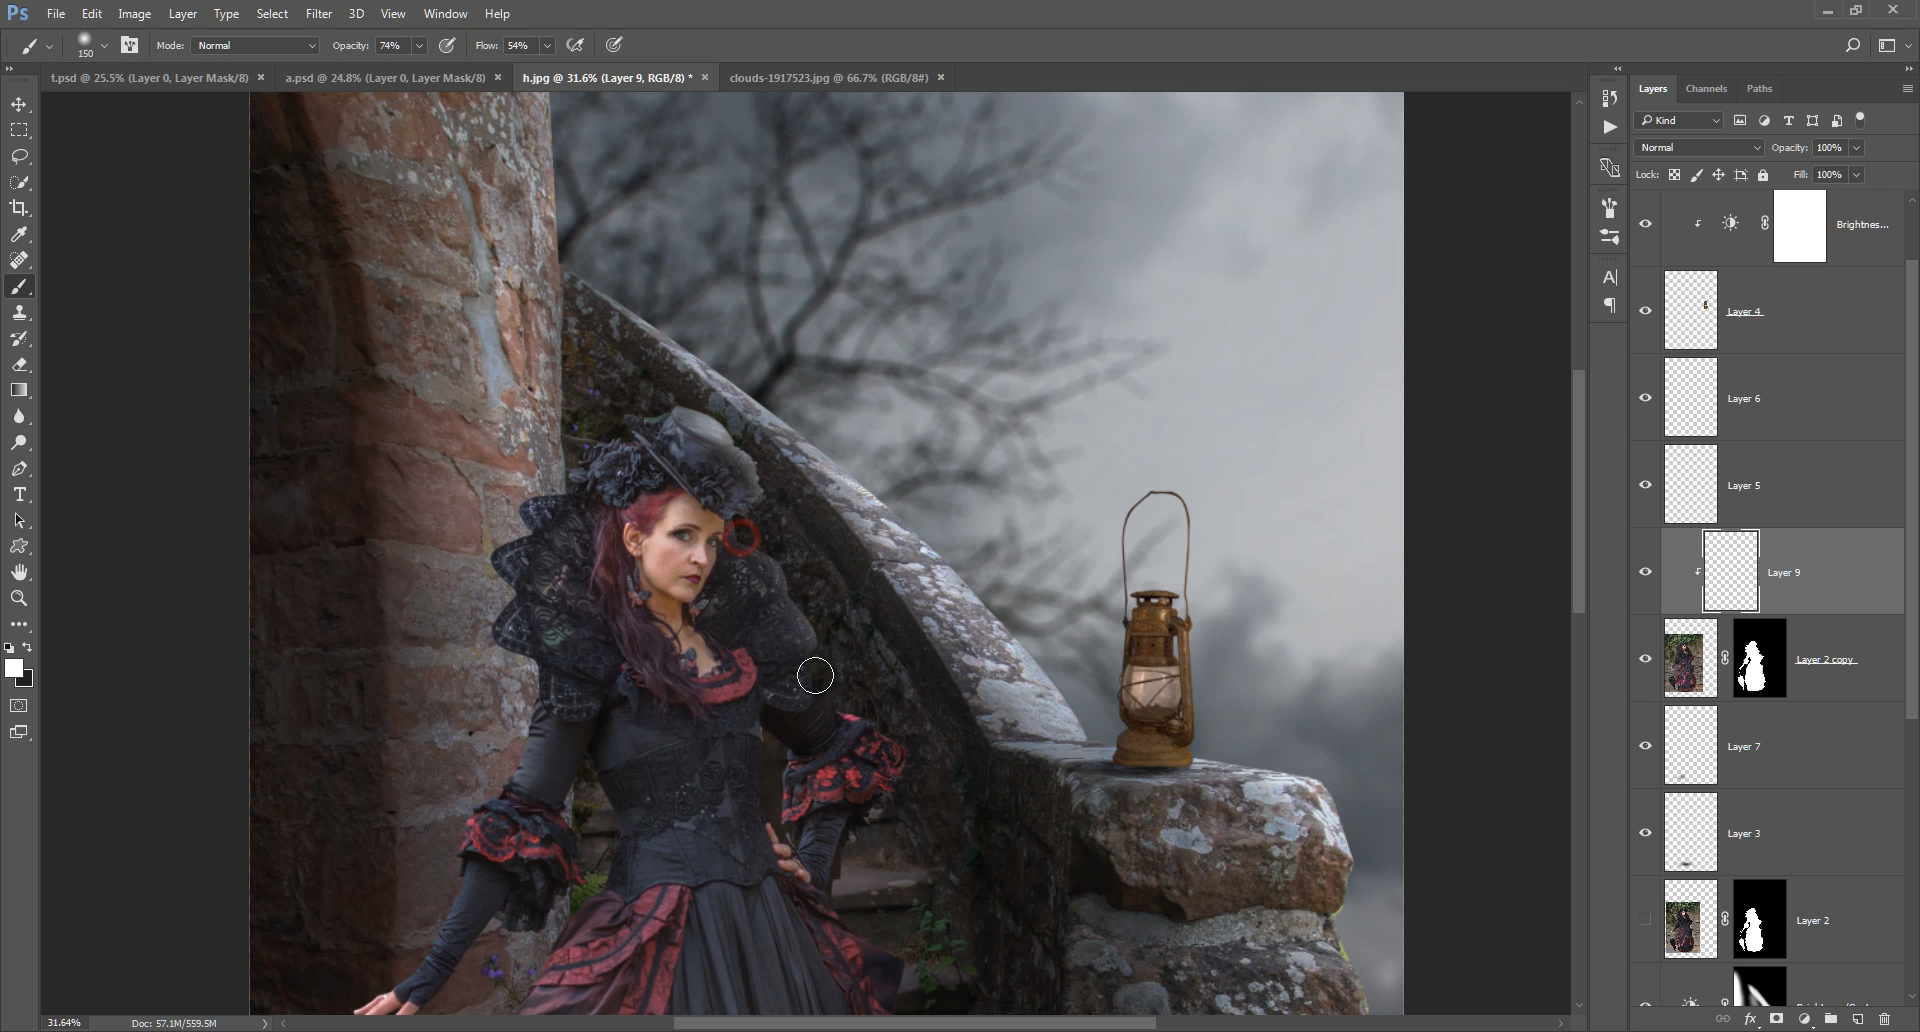 Ps File Edit Image Layer Type Select Filter 3D View Window Help
150 Mode: Normal Opacity: 74% Flow: 54%
t.psd @ 25.5% (Layer 0, Layer Mask/8) × a.psd @ 24.8% (Layer 0, Layer Mask/8) × h.jpg @ 31.6% (Layer 9, RGB/8) * × clouds-1917523.jpg @ 66.7% (RGB/8#) ×
Layers Channels Paths
Kind
Normal Opacity: 100%
Lock: Fill: 100%
Brightnes...
Layer 4
Layer 6
Layer 5
Layer 9
Layer 2 copy
Layer 7
Layer 3
Layer 2
31.64% Doc: 57.1M/559.5M